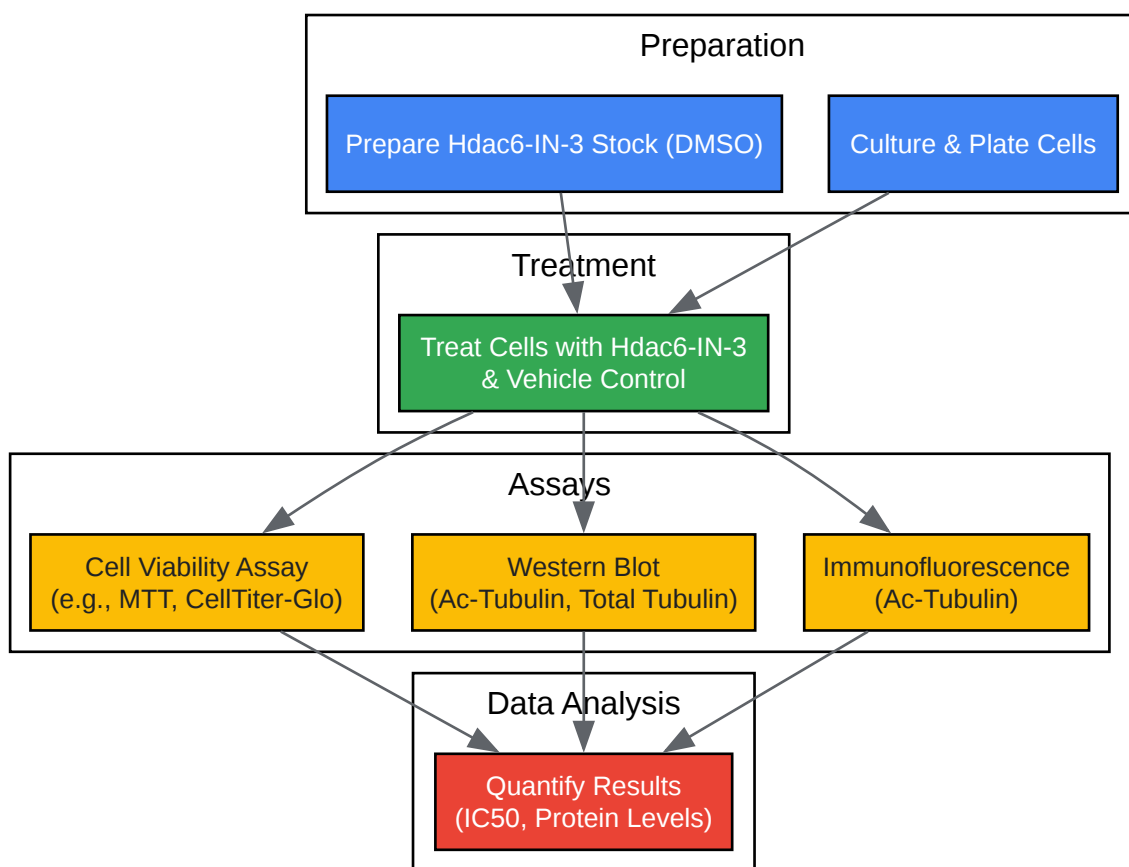 Preparation
Prepare Hdac6-IN-3 Stock (DMSO)
Culture & Plate Cells
Treatment
Treat Cells with Hdac6-IN-3
& Vehicle Control
Assays
Cell Viability Assay
(e.g., MTT, CellTiter-Glo)
Western Blot
(Ac-Tubulin, Total Tubulin)
Immunofluorescence
(Ac-Tubulin)
Data Analysis
Quantify Results
(IC50, Protein Levels)